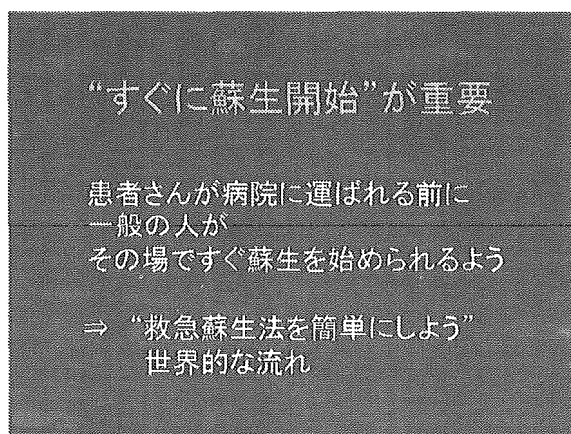 “すぐに蘇生開始”が重要
患者さんが病院に運ばれる前に
一般の人が
その場ですぐ蘇生を始められるよう
⇒ “救急蘇生法を簡単にしよう”
世界的な流れ